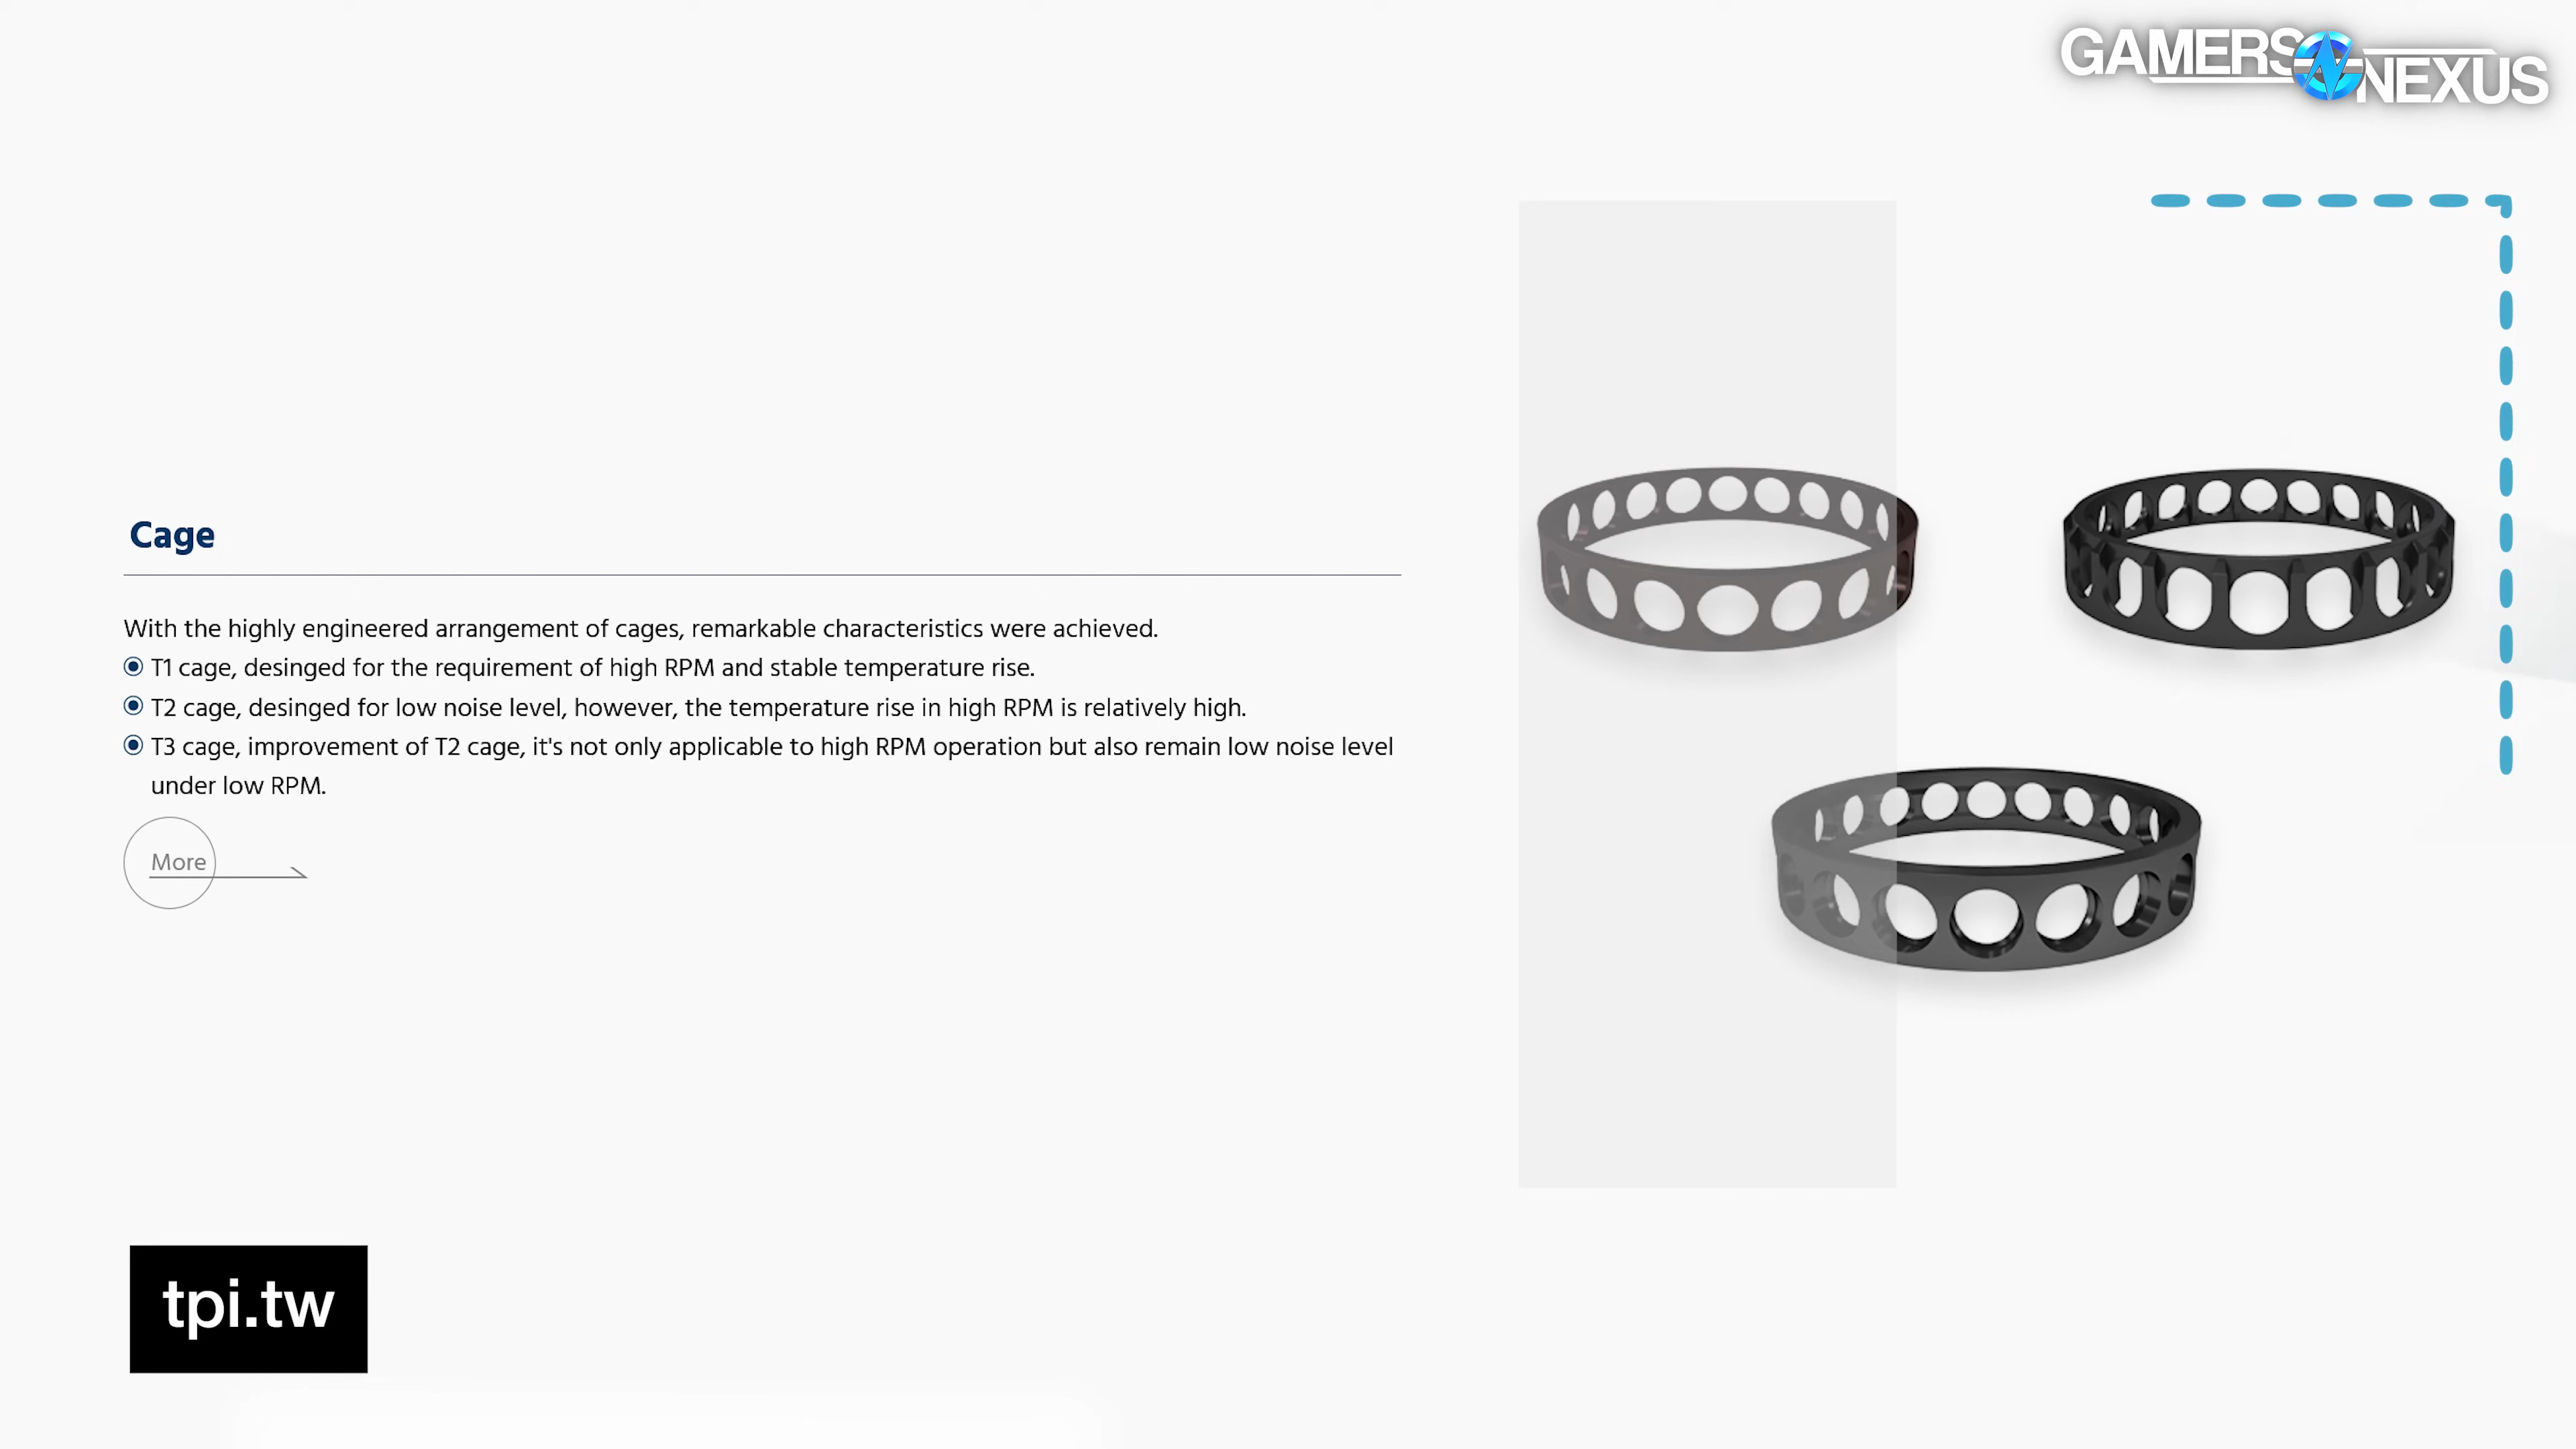 GAMERS NEXUS
Cage
With the highly engineered arrangement of cages, remarkable characteristics were achieved.
T1 cage, desinged for the requirement of high RPM and stable temperature rise.
T2 cage, desinged for low noise level, however, the temperature rise in high RPM is relatively high.
T3 cage, improvement of T2 cage, it's not only applicable to high RPM operation but also remain low noise level
under low RPM.
More
tpi.tw